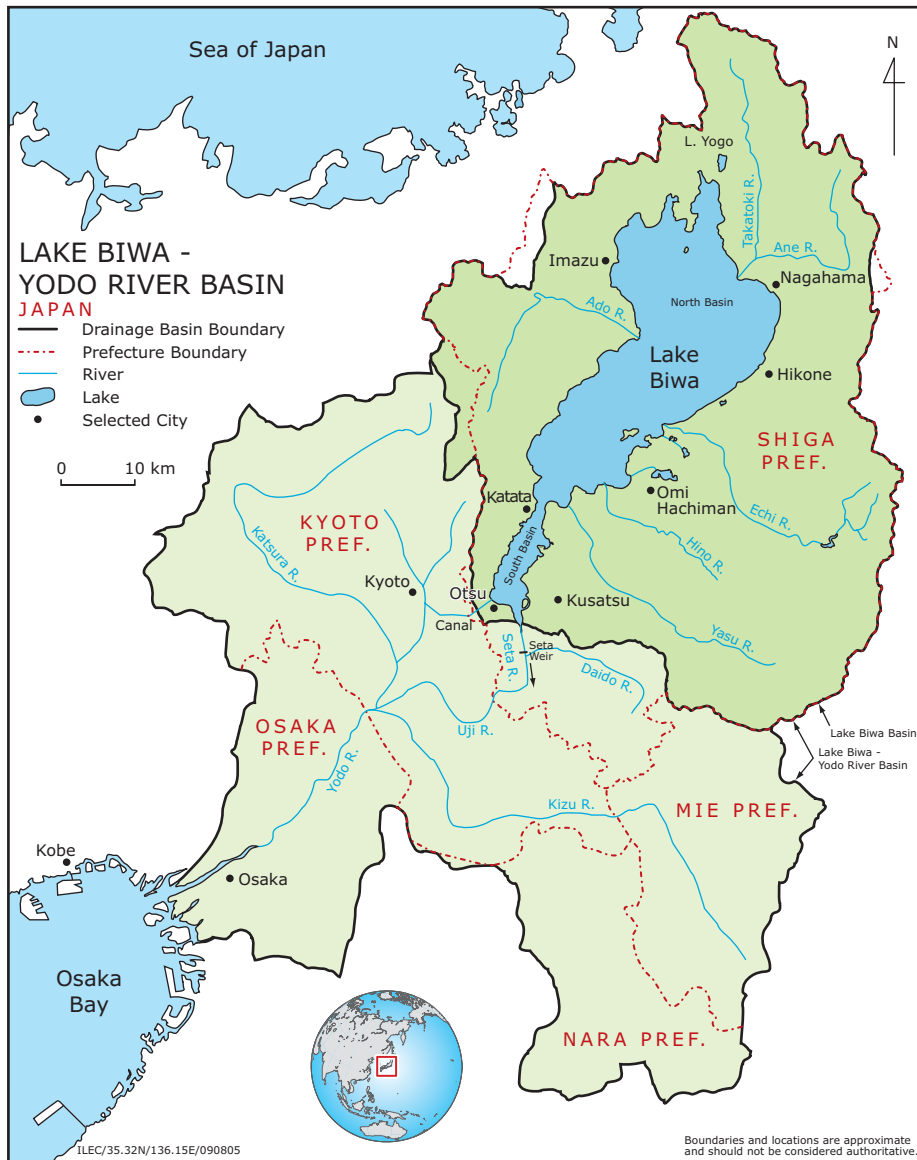 Sea of Japan
N
L. Yogo
Takatoki R.
Ane R.
LAKE BIWA -
YODO RIVER BASIN
JAPAN
Drainage Basin Boundary
Prefecture Boundary
River
Lake
Selected City
0 10 km
Imazu
Nagahama
North Basin
Ado R.
Lake
Biwa
Hikone
SHIGA
PREF.
Katata
Omi
Hachiman
Echi R.
KYOTO
PREF.
Katsura R.
South Basin
Hino R.
Kyoto
Otsu
Kusatsu
Canal
Yasu R.
Seta R.
Seta
Weir
Daido R.
OSAKA
PREF.
Uji R.
Lake Biwa Basin
Lake Biwa -
Yodo River Basin
Yodo R.
Kizu R.
MIE PREF.
Kobe
Osaka
Osaka
Bay
NARA PREF.
ILEC/35.32N/136.15E/090805
Boundaries and locations are approximate
and should not be considered authoritative.